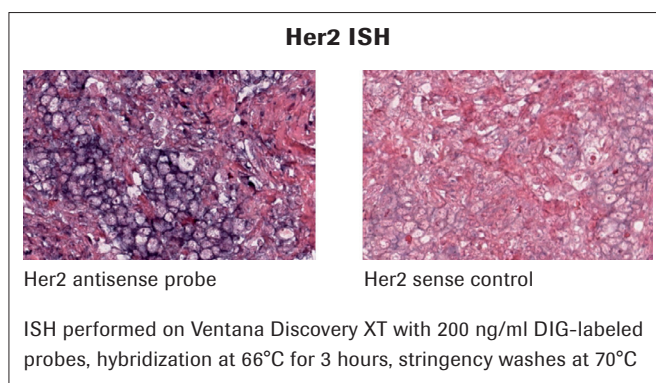 Her2 ISH
Her2 antisense probe
Her2 sense control
ISH performed on Ventana Discovery XT with 200 ng/ml DIG-labeled
probes, hybridization at 66°C for 3 hours, stringency washes at 70°C